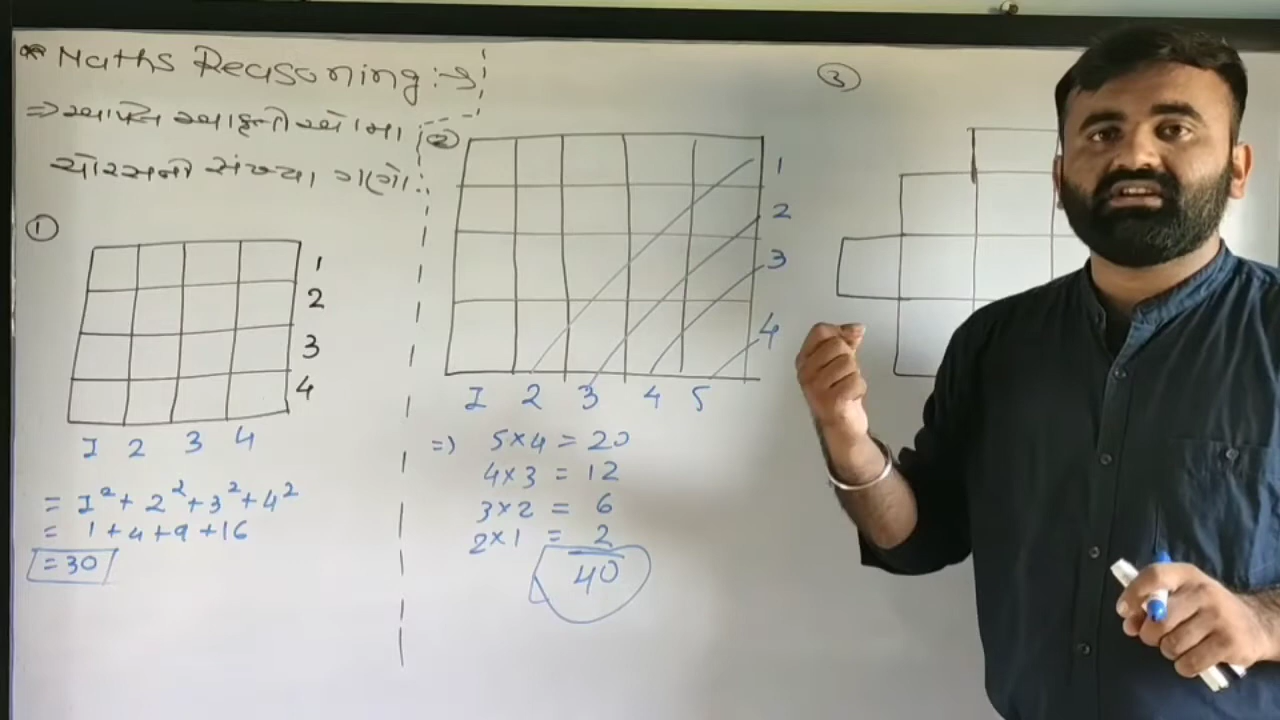 * Maths Reasoning :→
⇒ આપેલ આકૃતીઓમા
ચોરસની સંખ્યા ગણો :.
①
1
2
3
4
1 2 3 4
= 1² + 2² + 3² + 4²
= 1 + 4 + 9 + 16
= 30
②
1
2
3
4
1 2 3 4 5
⇒) 5×4 = 20
4×3 = 12
3×2 = 6
2×1 = 2
40
③